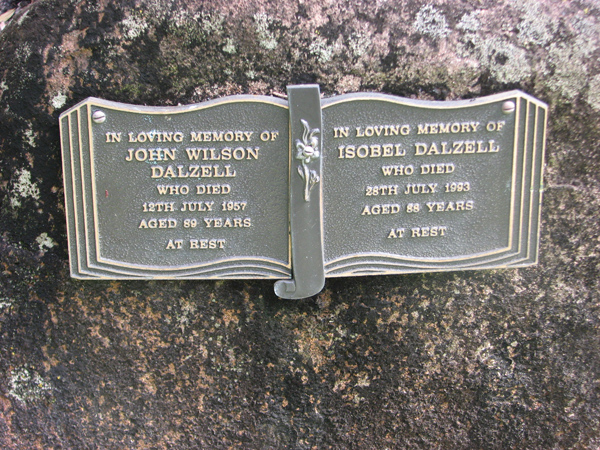 IN LOVING MEMORY OF
JOHN WILSON
DALZELL
WHO DIED
12TH JULY 1957
AGED 89 YEARS
AT REST
IN LOVING MEMORY OF
ISOBEL DALZELL
WHO DIED
28TH JULY 1993
AGED 88 YEARS
AT REST